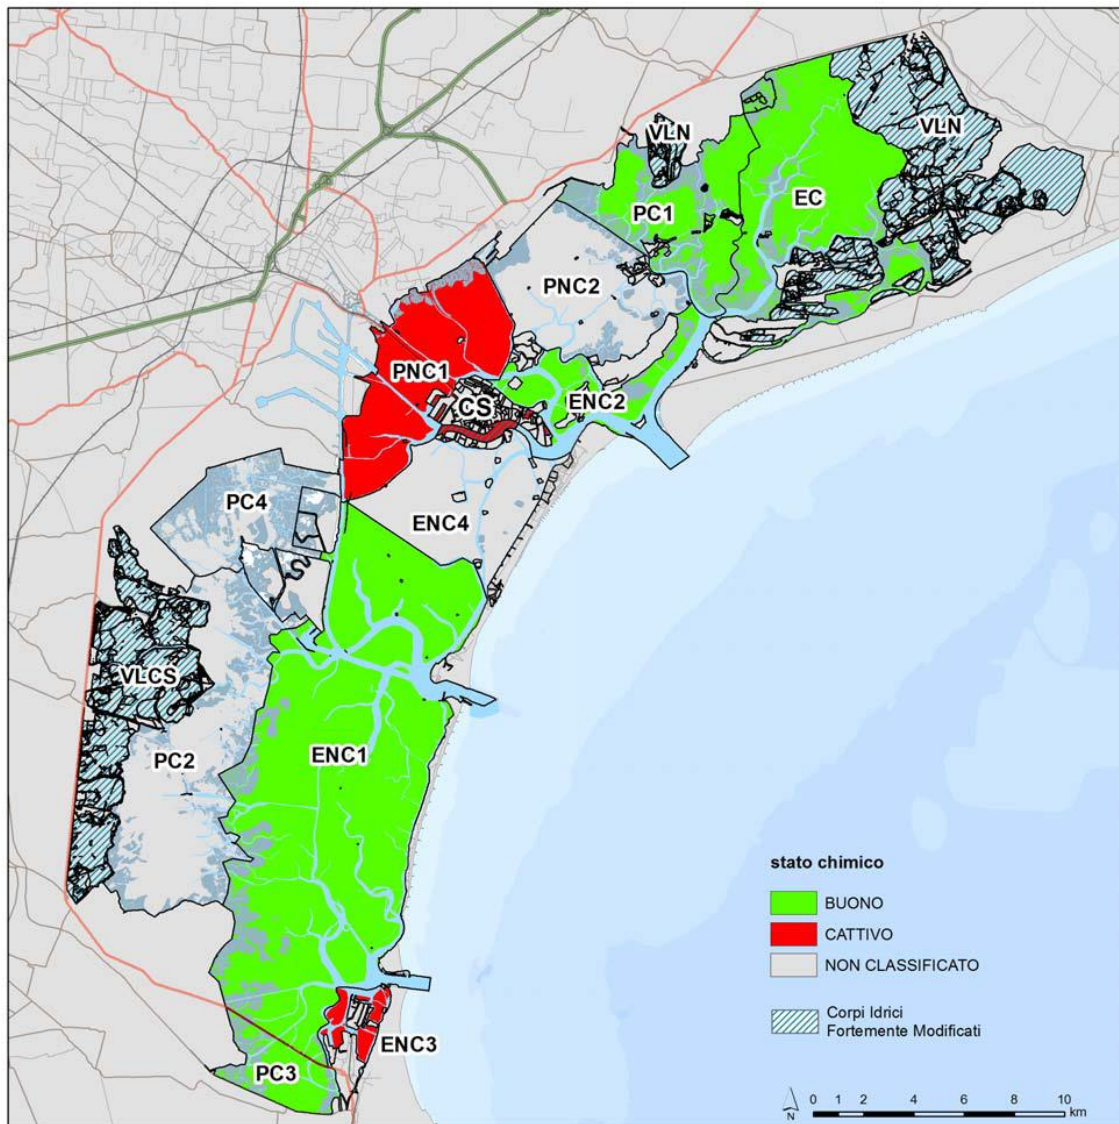 VLN
VLN
EC
PC1
PNC2
PNC1
CS
ENC2
PC4
ENC4
VLCS
ENC1
PC2
ENC3
PC3
stato chimico
BUONO
CATTIVO
NON CLASSIFICATO
Corpi Idrici
Fortemente Modificati
N
0 1 2 4 6 8 10
km